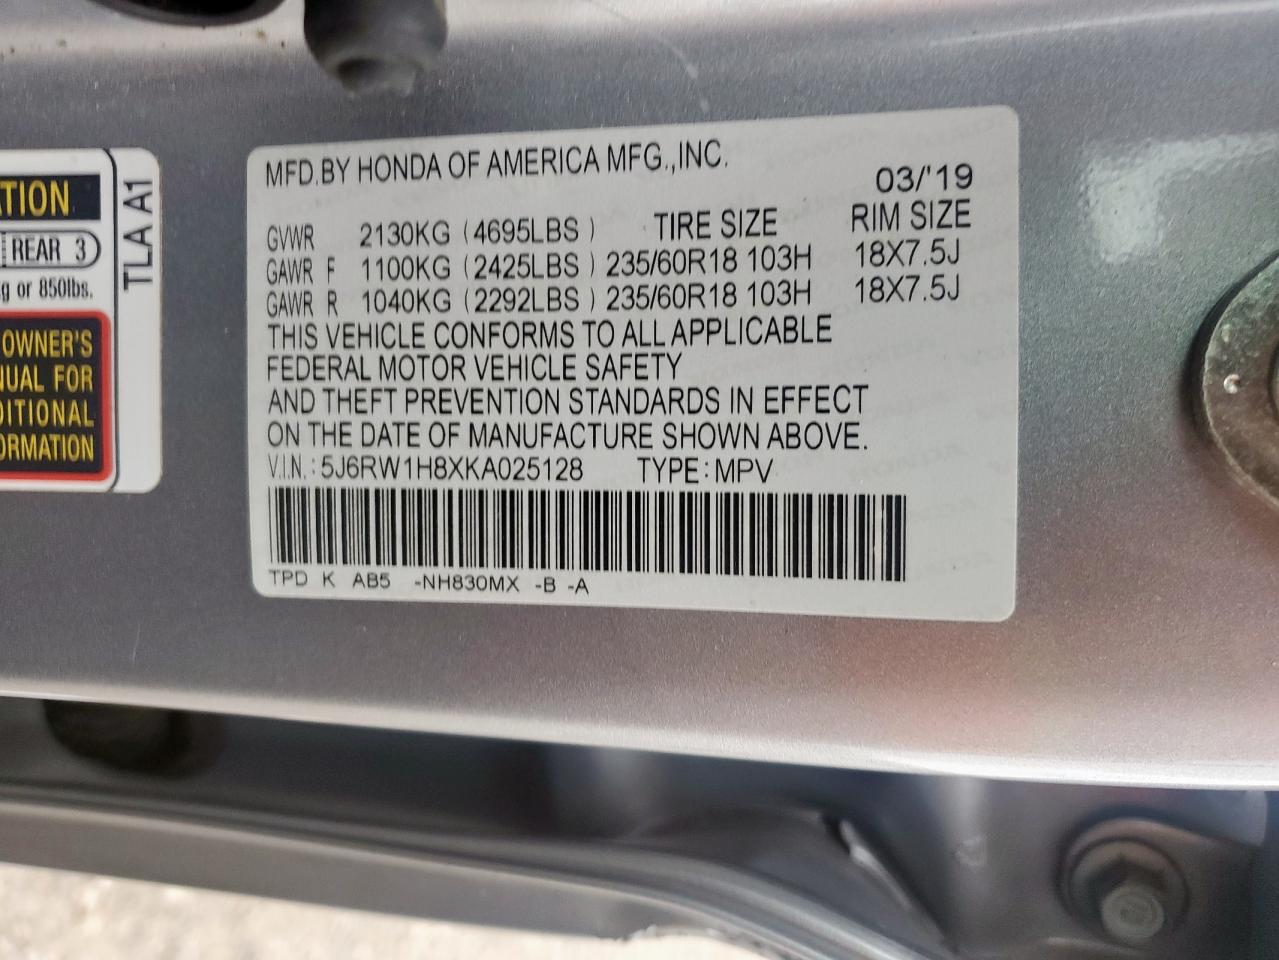 ATION
REAR 3
g or 850lbs.
OWNER'S
NUAL FOR
DITIONAL
ORMATION
TLA A1
MFD.BY HONDA OF AMERICA MFG.,INC.
03/'19
GVWR 2130KG (4695LBS) TIRE SIZE RIM SIZE
GAWR F 1100KG (2425LBS) 235/60R18 103H 18X7.5J
GAWR R 1040KG (2292LBS) 235/60R18 103H 18X7.5J
THIS VEHICLE CONFORMS TO ALL APPLICABLE
FEDERAL MOTOR VEHICLE SAFETY
AND THEFT PREVENTION STANDARDS IN EFFECT
ON THE DATE OF MANUFACTURE SHOWN ABOVE.
V.I.N.: 5J6RW1H8XKA025128 TYPE: MPV
TPD K AB5 -NH830MX -B -A